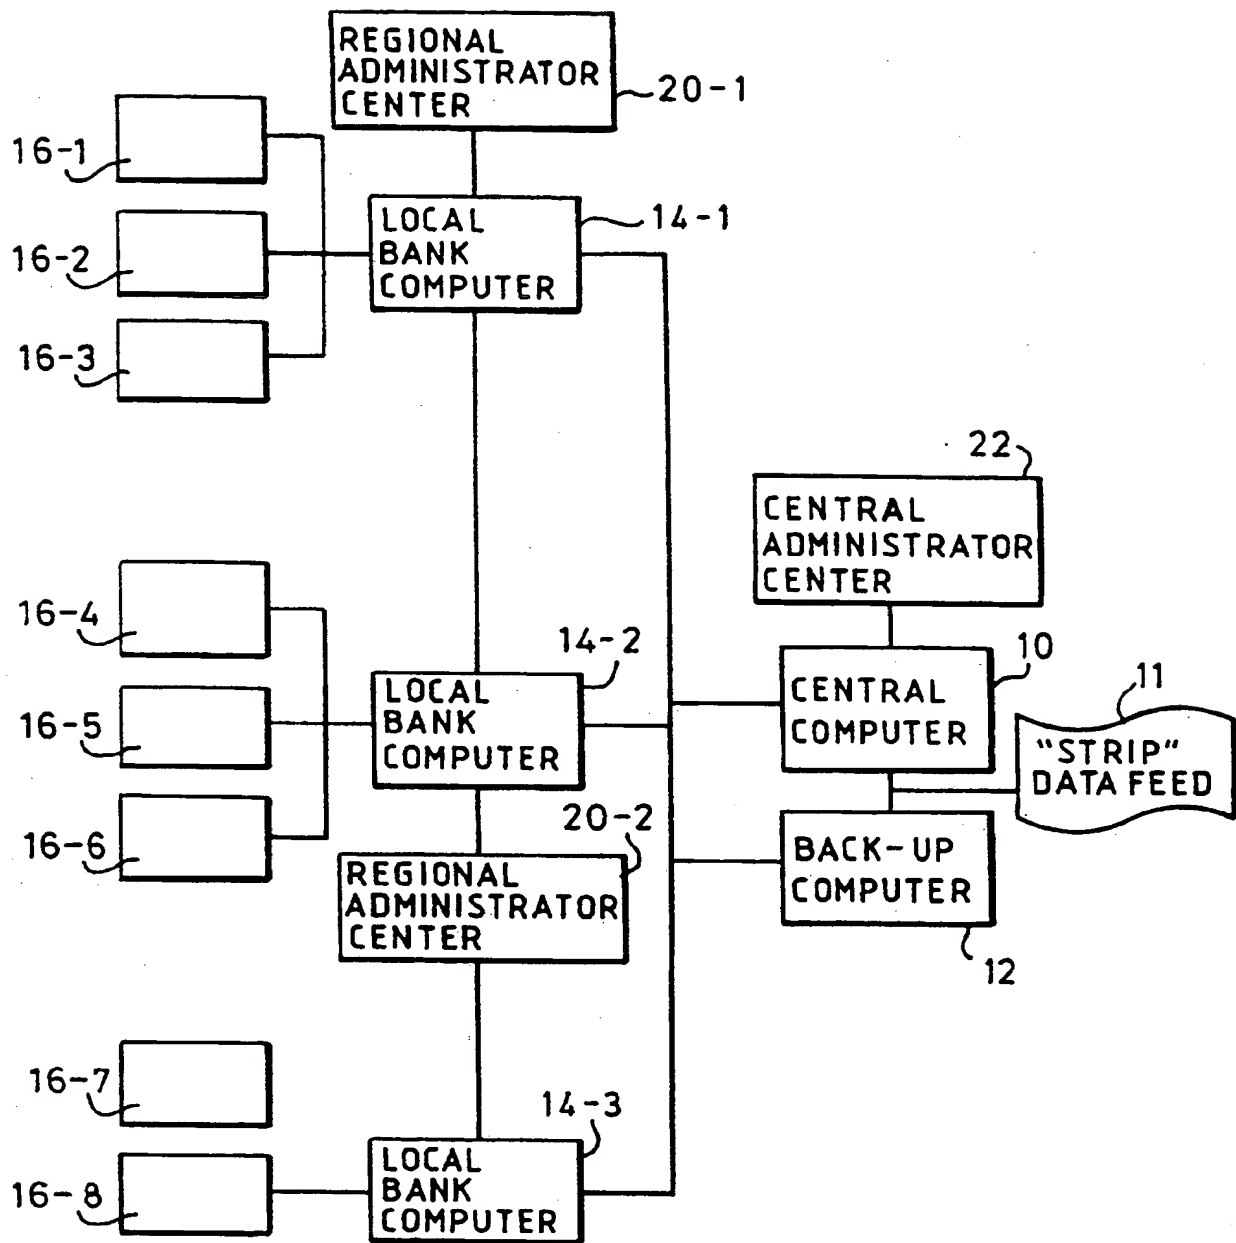 REGIONAL
ADMINISTRATOR
CENTER
20-1
16-1
LOCAL
BANK
COMPUTER
14-1
16-2
16-3
22
CENTRAL
ADMINISTRATOR
CENTER
16-4
14-2
10
LOCAL
BANK
COMPUTER
CENTRAL
COMPUTER
11
"STRIP"
DATA FEED
16-5
20-2
16-6
BACK-UP
COMPUTER
12
REGIONAL
ADMINISTRATOR
CENTER
16-7
14-3
LOCAL
BANK
COMPUTER
16-8